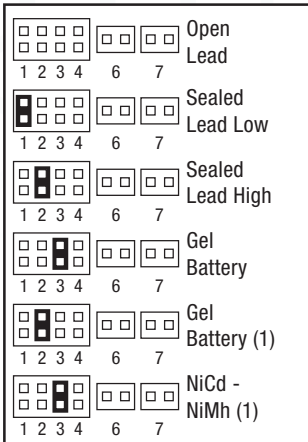 Open
Lead
1 2 3 4 6 7
Sealed
Lead Low
1 2 3 4 6 7
Sealed
Lead High
1 2 3 4 6 7
Gel
Battery
1 2 3 4 6 7
Gel
Battery (1)
1 2 3 4 6 7
NiCd -
NiMh (1)
1 2 3 4 6 7